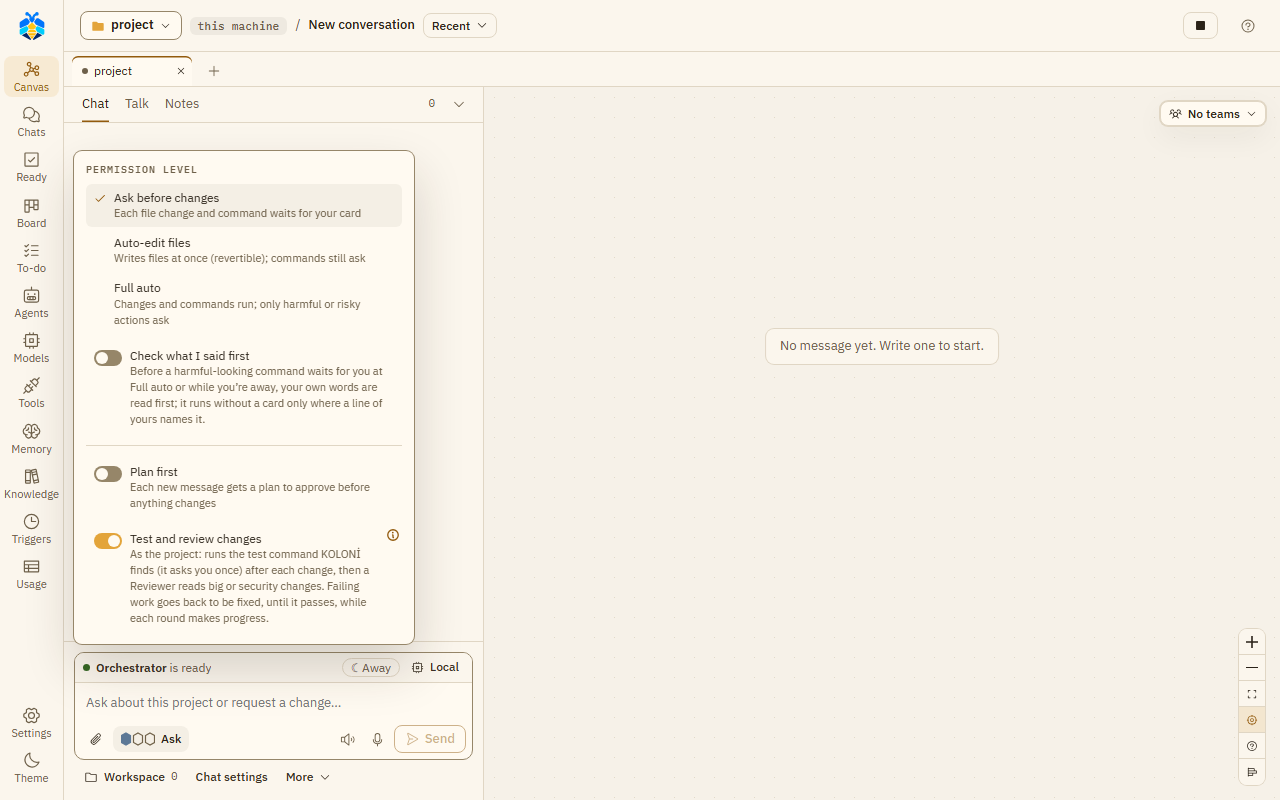 project
this machine
/
New conversation
Recent
project
Canvas
Chats
Ready
Board
To-do
Agents
Models
Tools
Memory
Knowledge
Triggers
Usage
Settings
Theme
Chat
Talk
Notes
0
PERMISSION LEVEL
Ask before changes
Each file change and command waits for your card
Auto-edit files
Writes files at once (revertible); commands still ask
Full auto
Changes and commands run; only harmful or risky
actions ask
Check what I said first
Before a harmful-looking command waits for you at
Full auto or while you're away, your own words are
read first; it runs without a card only where a line of
yours names it.
Plan first
Each new message gets a plan to approve before
anything changes
Test and review changes
As the project: runs the test command KOLONİ
finds (it asks you once) after each change, then a
Reviewer reads big or security changes. Failing
work goes back to be fixed, until it passes, while
each round makes progress.
Orchestrator is ready
Away
Local
Ask about this project or request a change...
Ask
Send
Workspace 0
Chat settings
More
No teams
No message yet. Write one to start.